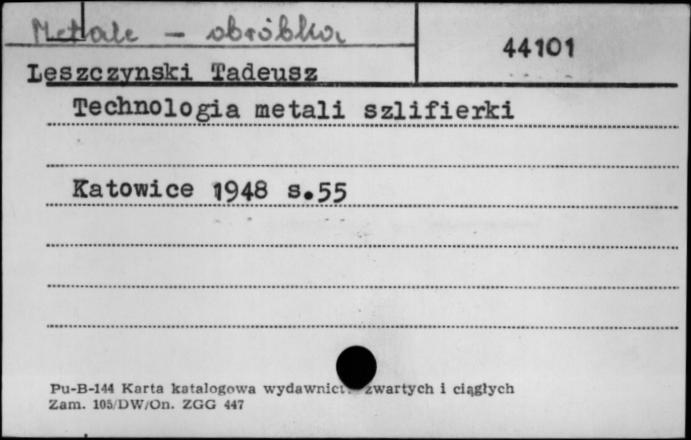 Metale - obróbka
44101
Leszczynski Tadeusz
Technologia metali szlifierki
Katowice 1948 s.55
Pu-B-144 Karta katalogowa wydawnict zwartych i ciągłych
Zam. 105/DW/On. ZGG 447